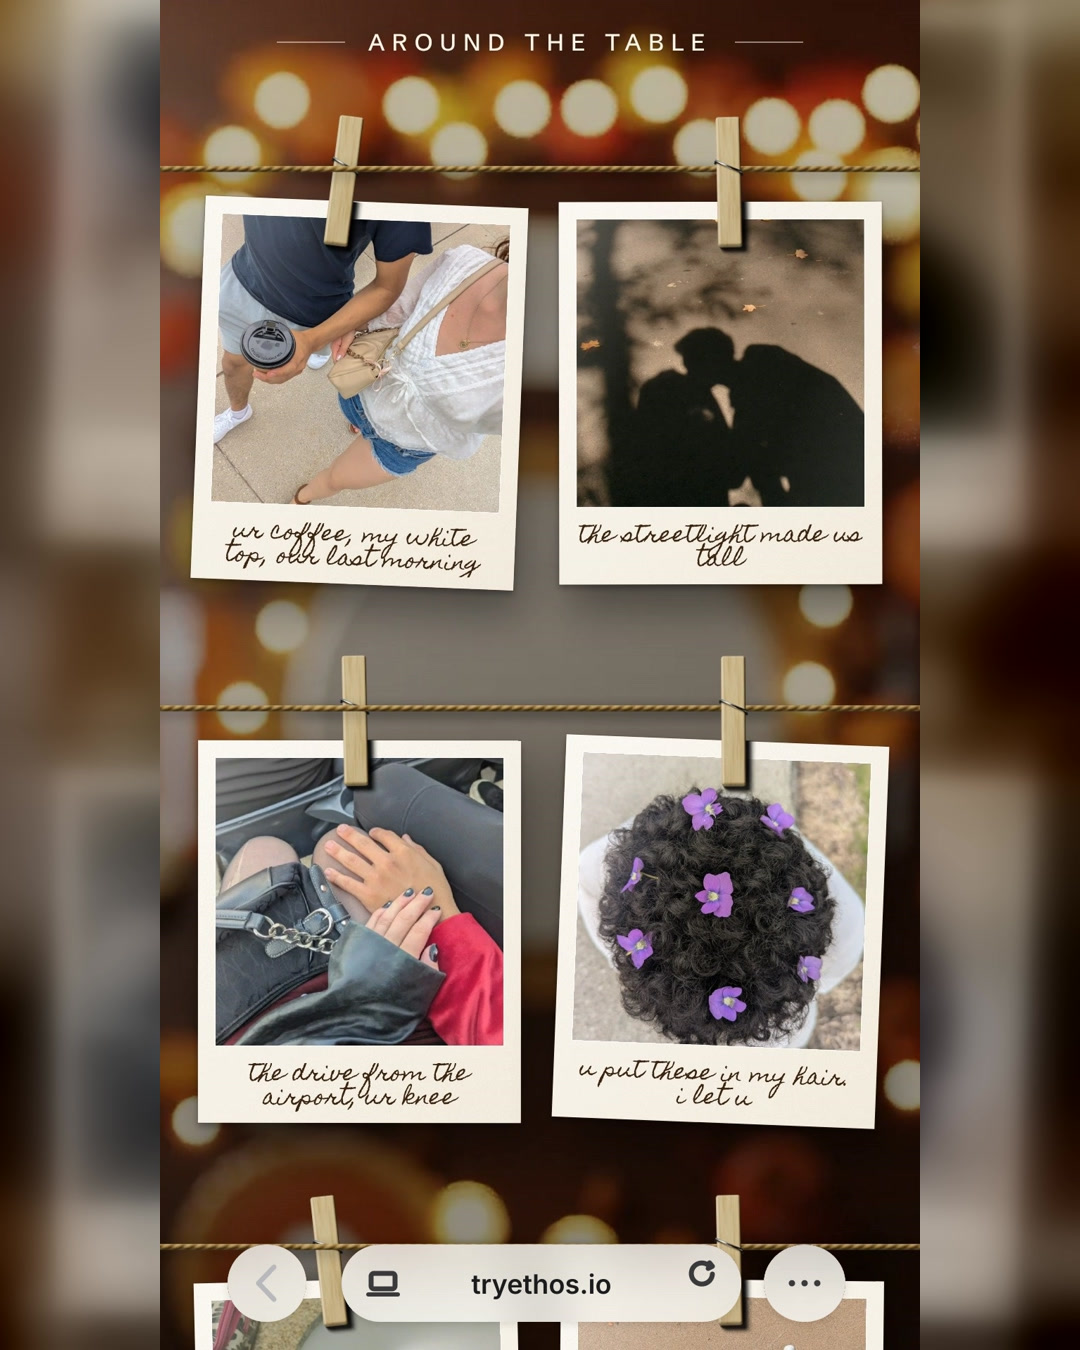 AROUND THE TABLE
ur coffee, my white
top, our last morning
the streetlight made us
tall
the drive from the
airport, ur knee
u put these in my hair.
i let u
tryethos.io